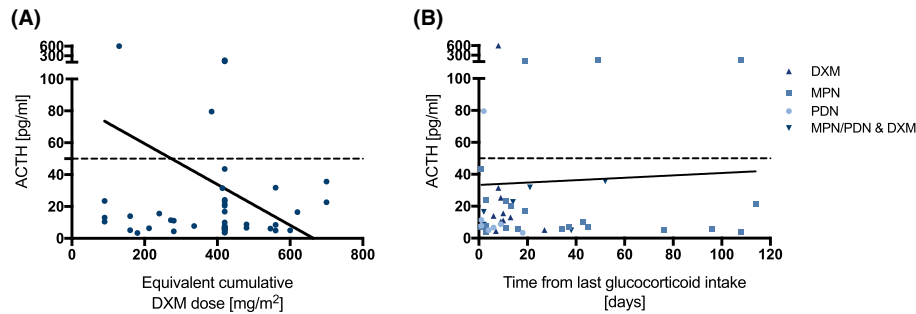 (A)
600
300
100
80
60
40
20
0
ACTH [pg/ml]
0 200 400 600 800
Equivalent cumulative
DXM dose [mg/m2]
(B)
600
300
100
80
60
40
20
0
ACTH [pg/ml]
0 20 40 60 80 100 120
Time from last glucocorticoid intake
[days]
DXM
MPN
PDN
MPN/PDN & DXM